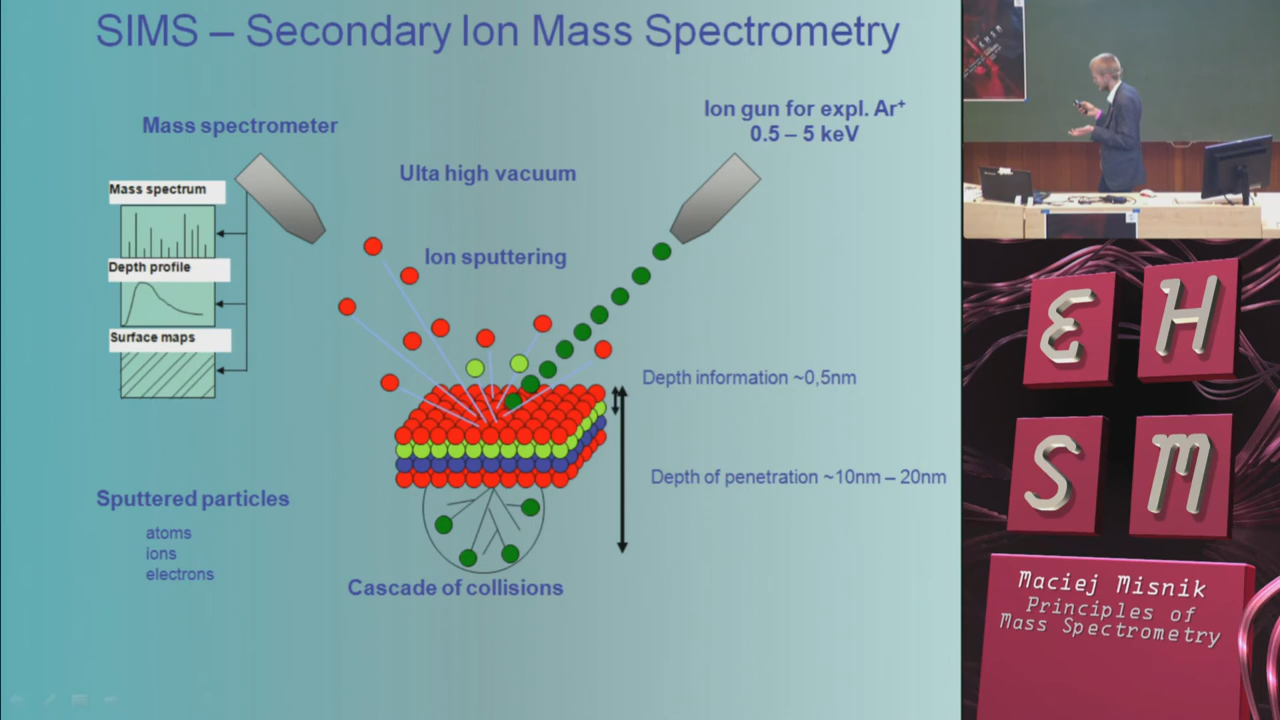 SIMS – Secondary Ion Mass Spectrometry
Mass spectrometer
Ion gun for expl. Ar+
0.5 – 5 keV
Ulta high vacuum
Mass spectrum
Ion sputtering
Depth profile
Surface maps
Depth information ~0,5nm
Depth of penetration ~10nm – 20nm
Sputtered particles
atoms
ions
electrons
Cascade of collisions
E H
S M
Maciej Misnik
Principles of
Mass Spectrometry